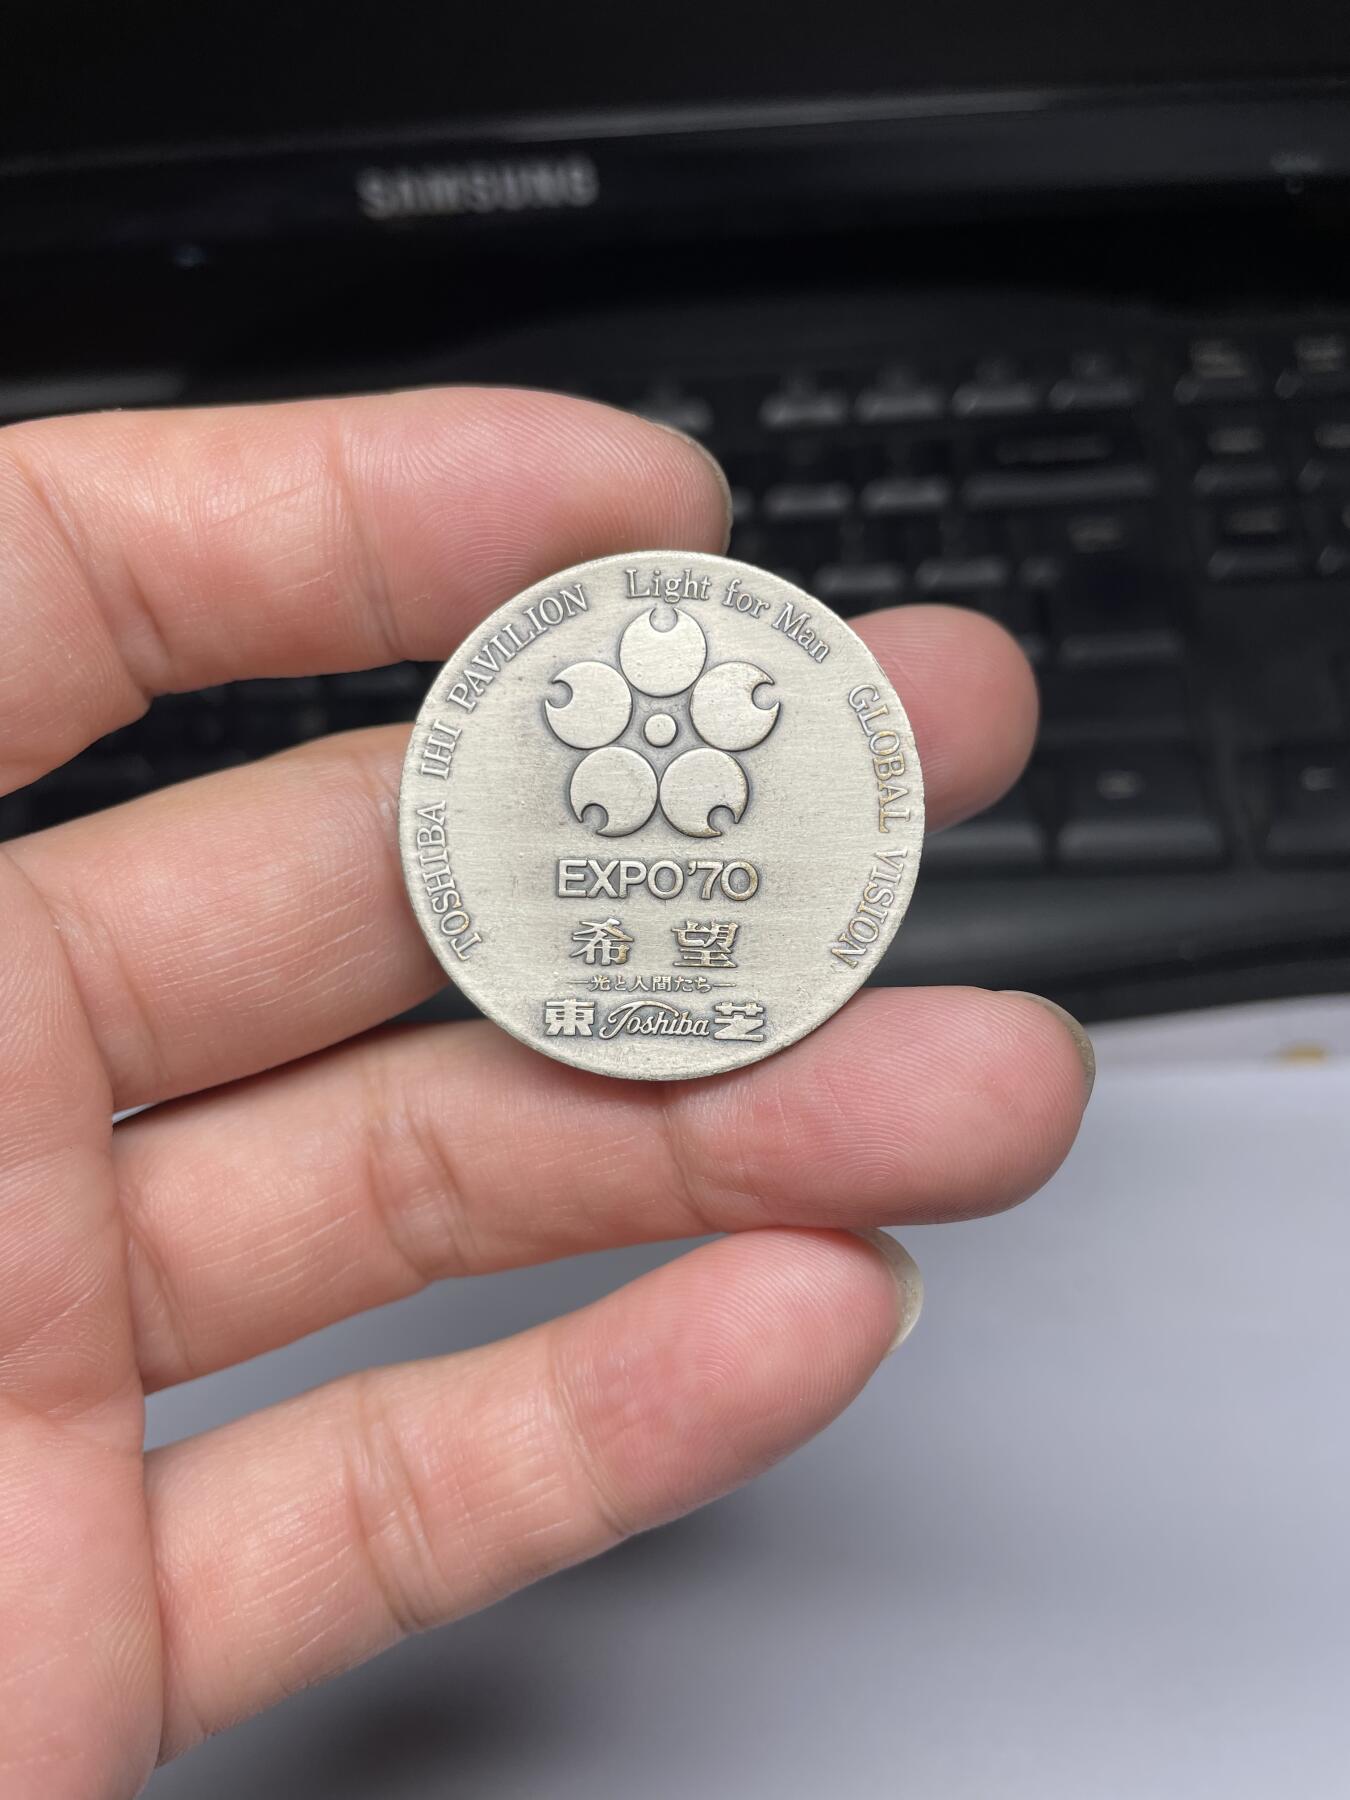 SAMSUNG
TOSHIBA IHI PAVILION Light for Man GLOBAL VISION
EXPO'70
希望
―光と人間たち―
東 Toshiba 芝